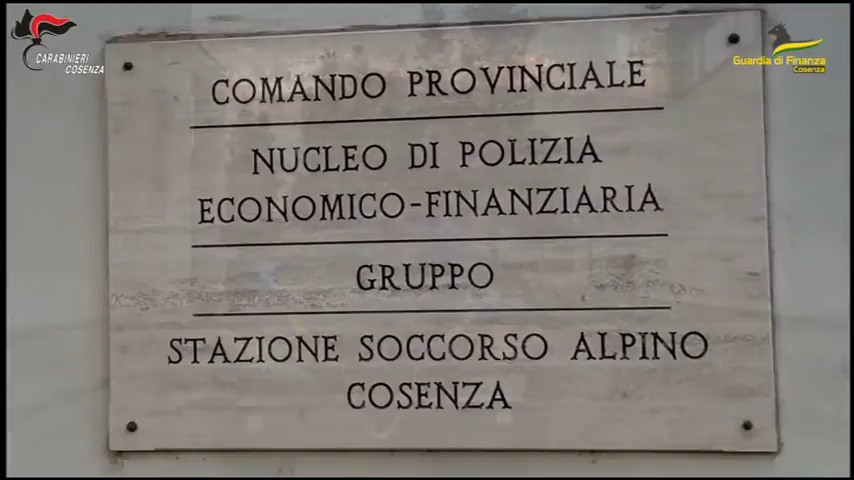 CARABINIERI
COSENZA
Guardia di Finanza
Cosenza
COMANDO PROVINCIALE
NUCLEO DI POLIZIA
ECONOMICO-FINANZIARIA
GRUPPO
STAZIONE SOCCORSO ALPINO
COSENZA